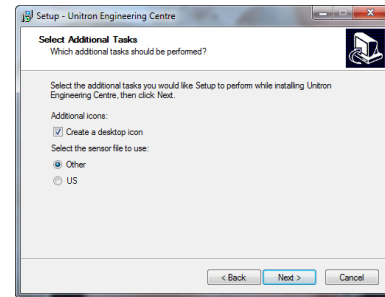 Setup - Unitron Engineering Centre
Select Additional Tasks
Which additional tasks should be performed?
Select the additional tasks you would like Setup to perform while installing Unitron
Engineering Centre, then click Next.
Additional icons:
Create a desktop icon
Select the sensor file to use:
Other
US
< Back Next > Cancel